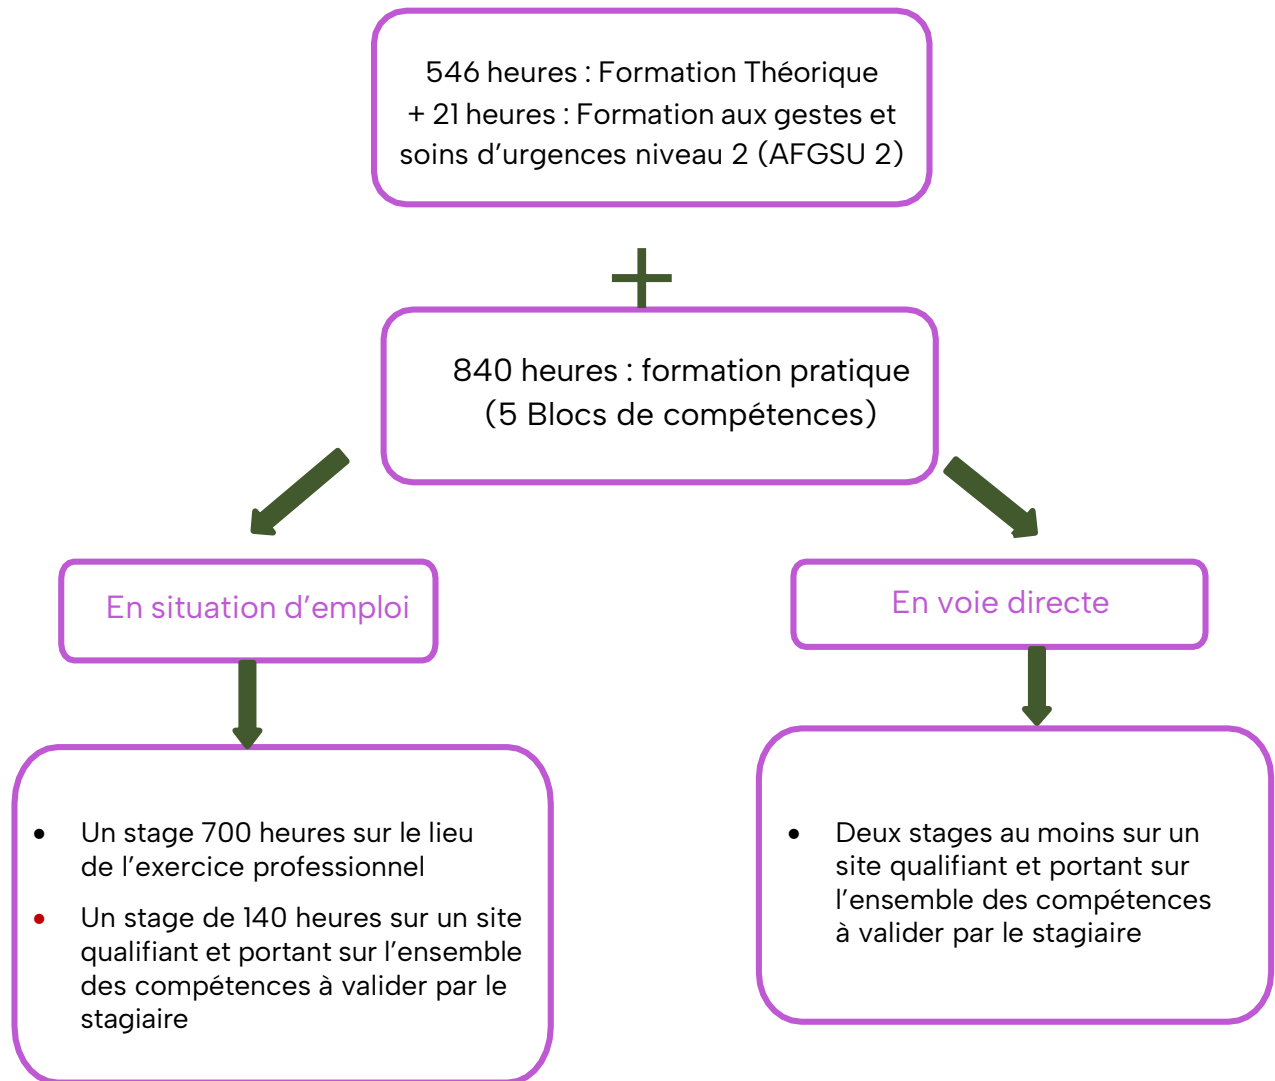 546 heures : Formation Théorique
+ 21 heures : Formation aux gestes et
soins d’urgences niveau 2 (AFGSU 2)
840 heures : formation pratique
(5 Blocs de compétences)
En situation d’emploi
En voie directe
• Un stage 700 heures sur le lieu
de l’exercice professionnel
• Un stage de 140 heures sur un site
qualifiant et portant sur l’ensemble
des compétences à valider par le
stagiaire
• Deux stages au moins sur un
site qualifiant et portant sur
l’ensemble des compétences
à valider par le stagiaire